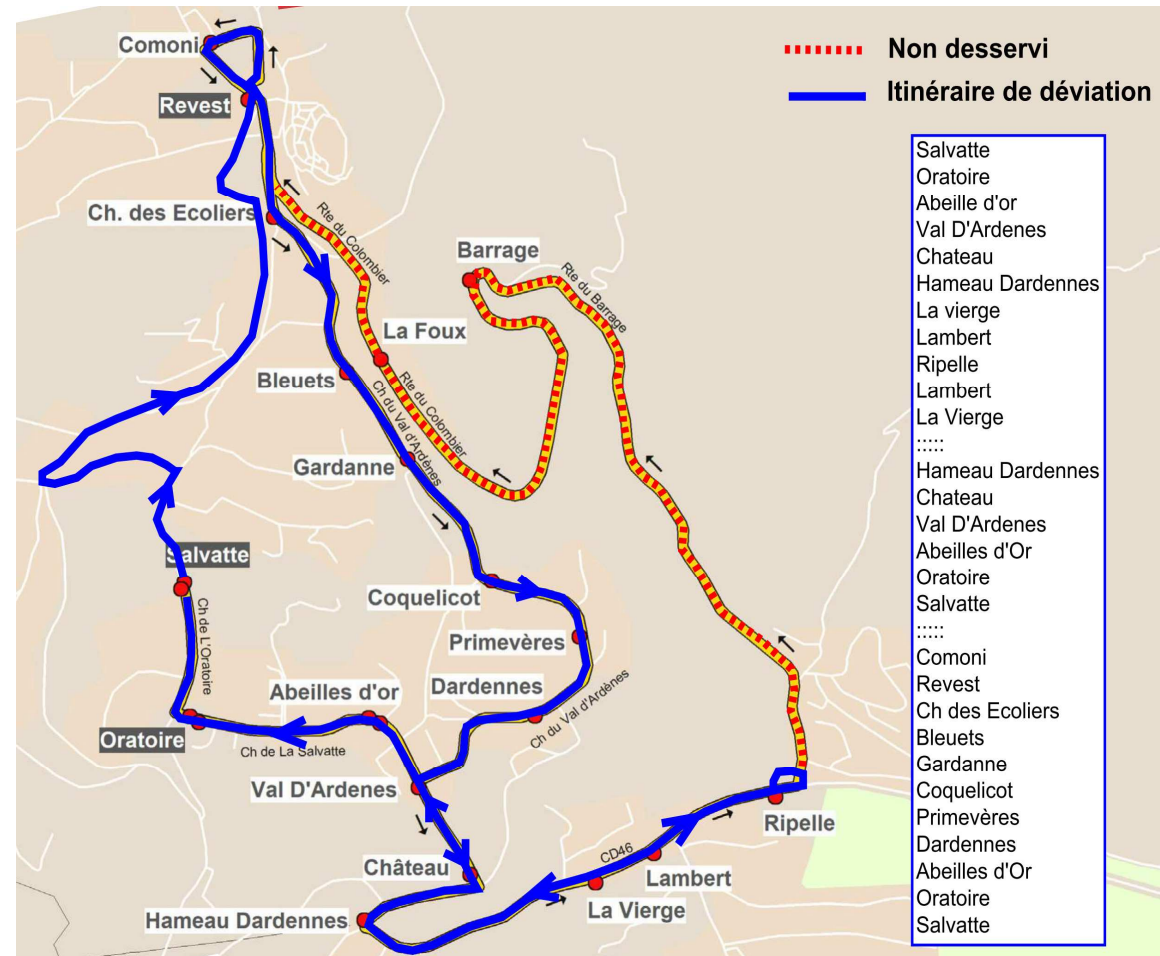 Non desservi
Itinéraire de déviation
Comoni
Revest
Ch. des Ecoliers
Rte du Colombier
Barrage
Rte du Barrage
La Foux
Bleuets
Ch du Val d'Ardènes
Rte du Colombier
Gardanne
Salvatte
Coquelicot
Ch de L'Oratoire
Primevères
Abeilles d'or
Dardennes
Ch du Val d'Ardènes
Oratoire
Ch de La Salvatte
Val D'Ardenes
Ripelle
CD46
Château
Lambert
La Vierge
Hameau Dardennes
Salvatte
Oratoire
Abeille d'or
Val D'Ardenes
Chateau
Hameau Dardennes
La vierge
Lambert
Ripelle
Lambert
La Vierge
:::::
Hameau Dardennes
Chateau
Val D'Ardenes
Abeilles d'Or
Oratoire
Salvatte
:::::
Comoni
Revest
Ch des Ecoliers
Bleuets
Gardanne
Coquelicot
Primevères
Dardennes
Abeilles d'Or
Oratoire
Salvatte